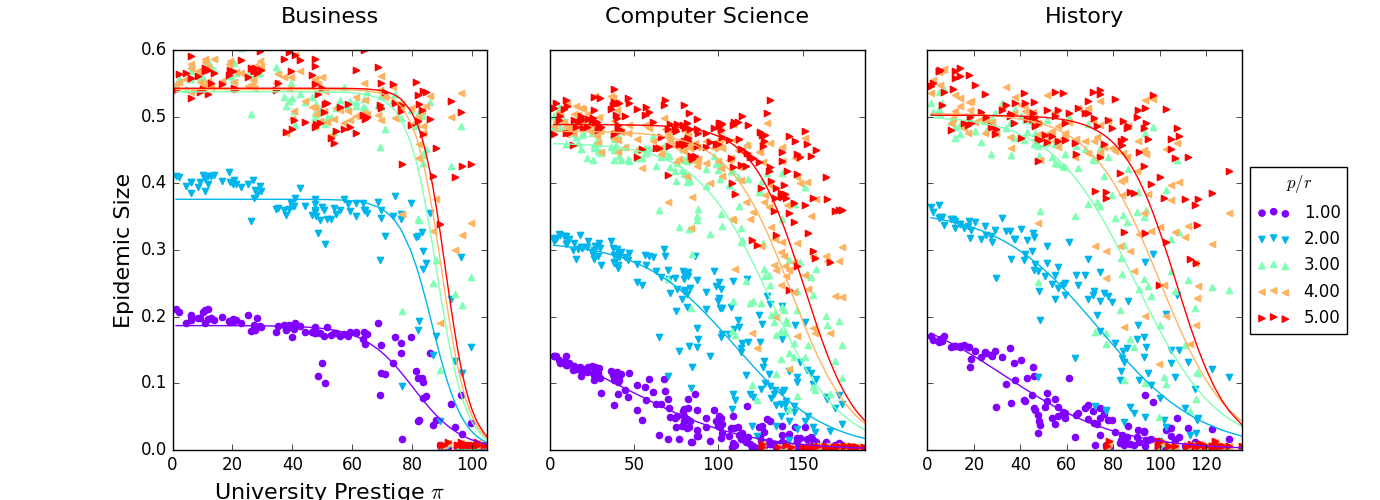 Business
Computer Science
History
Epidemic Size
0.6
0.5
0.4
0.3
0.2
0.1
0.0
0 20 40 60 80 100
0 50 100 150
0 20 40 60 80 100 120
University Prestige π
p/r
1.00
2.00
3.00
4.00
5.00